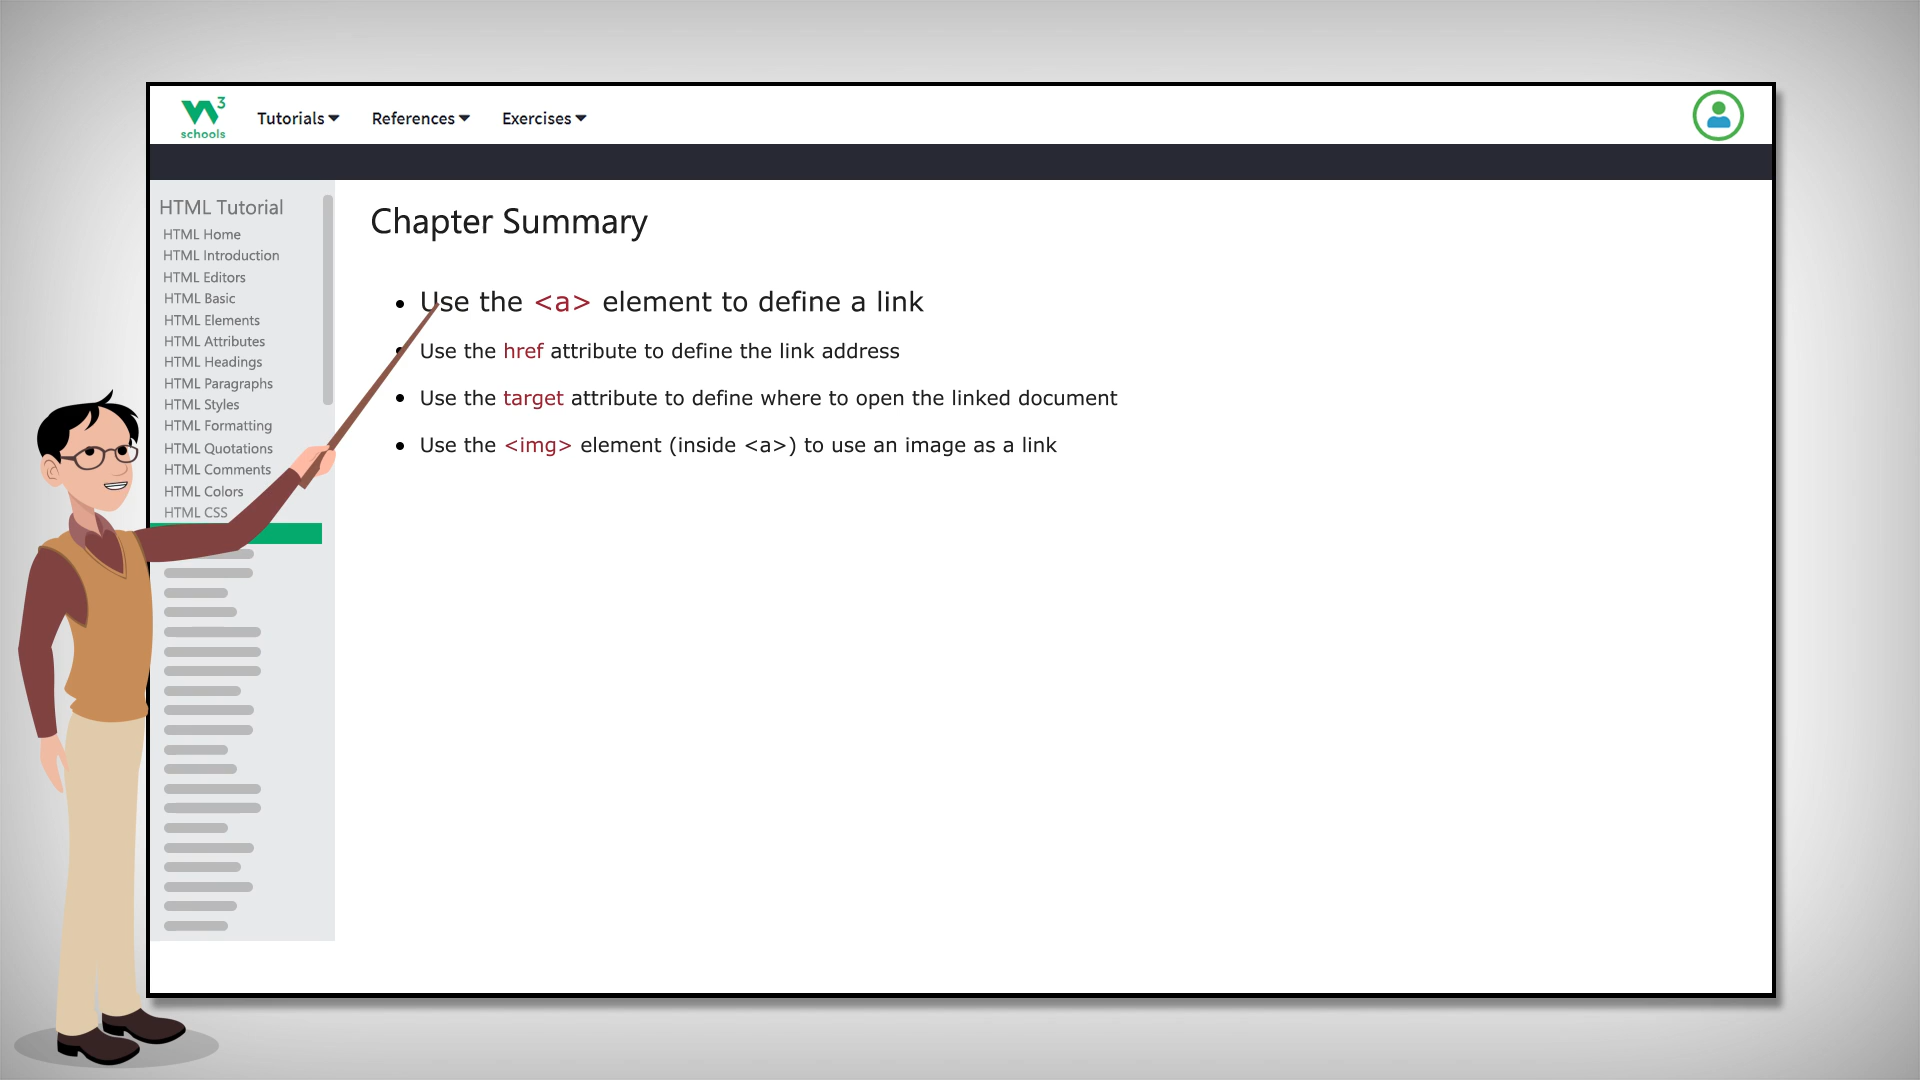 3
schools
Tutorials
References
Exercises
HTML Tutorial
HTML Home
HTML Introduction
HTML Editors
HTML Basic
HTML Elements
HTML Attributes
HTML Headings
HTML Paragraphs
HTML Styles
HTML Formatting
HTML Quotations
HTML Comments
HTML Colors
HTML CSS
Chapter Summary
Use the <a> element to define a link
Use the href attribute to define the link address
Use the target attribute to define where to open the linked document
Use the <img> element (inside <a>) to use an image as a link